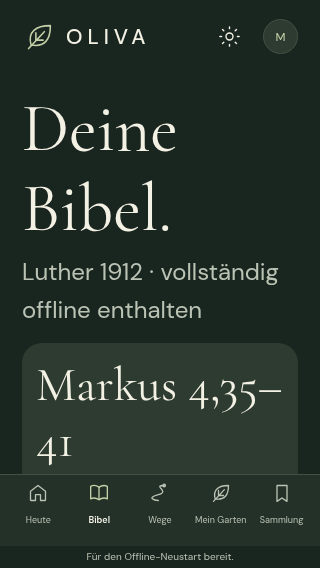 OLIVA
M
Deine
Bibel.
Luther 1912 · vollständig
offline enthalten
Markus 4,35–
41
Heute
Bibel
Wege
Mein Garten
Sammlung
Für den Offline-Neustart bereit.